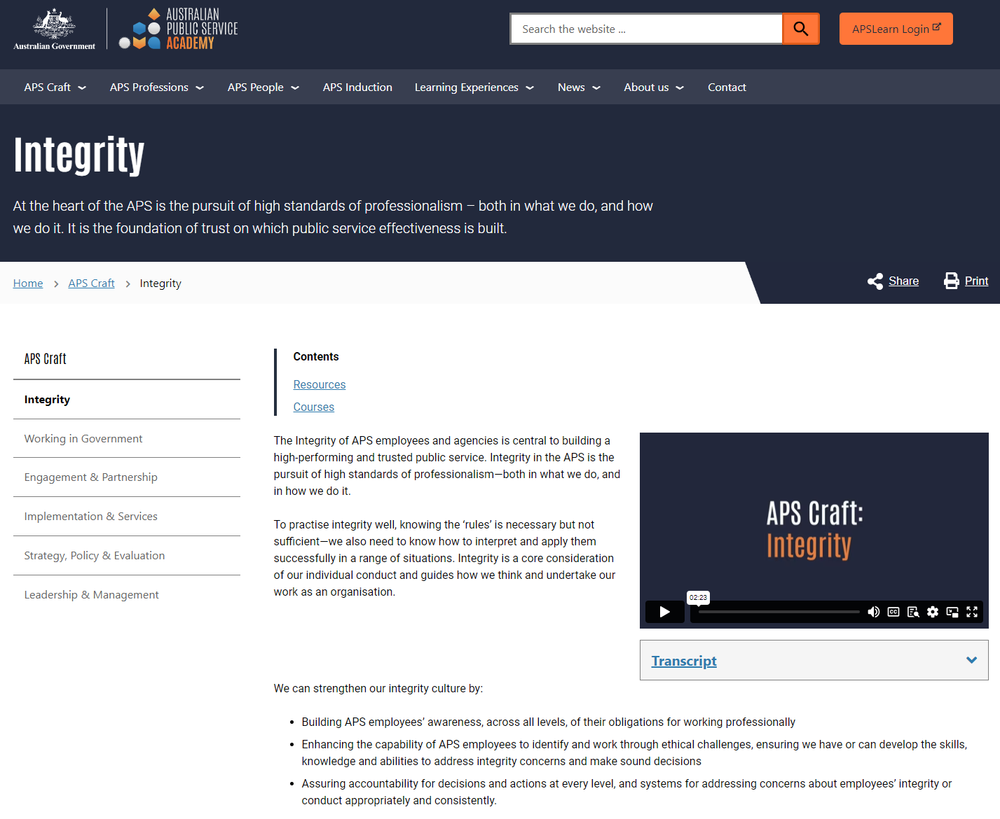 Australian Government
AUSTRALIAN
PUBLIC SERVICE
ACADEMY
Search the website ...
APSLearn Login
APS Craft
APS Professions
APS People
APS Induction
Learning Experiences
News
About us
Contact
Integrity
At the heart of the APS is the pursuit of high standards of professionalism – both in what we do, and how
we do it. It is the foundation of trust on which public service effectiveness is built.
Home
APS Craft
Integrity
Share
Print
APS Craft
Integrity
Working in Government
Engagement & Partnership
Implementation & Services
Strategy, Policy & Evaluation
Leadership & Management
Contents
Resources
Courses
The Integrity of APS employees and agencies is central to building a
high-performing and trusted public service. Integrity in the APS is the
pursuit of high standards of professionalism—both in what we do, and
in how we do it.
To practise integrity well, knowing the ‘rules’ is necessary but not
sufficient—we also need to know how to interpret and apply them
successfully in a range of situations. Integrity is a core consideration
of our individual conduct and guides how we think and undertake our
work as an organisation.
APS Craft:
Integrity
02:23
CC
Transcript
We can strengthen our integrity culture by:
• Building APS employees’ awareness, across all levels, of their obligations for working professionally
• Enhancing the capability of APS employees to identify and work through ethical challenges, ensuring we have or can develop the skills,
knowledge and abilities to address integrity concerns and make sound decisions
• Assuring accountability for decisions and actions at every level, and systems for addressing concerns about employees’ integrity or
conduct appropriately and consistently.